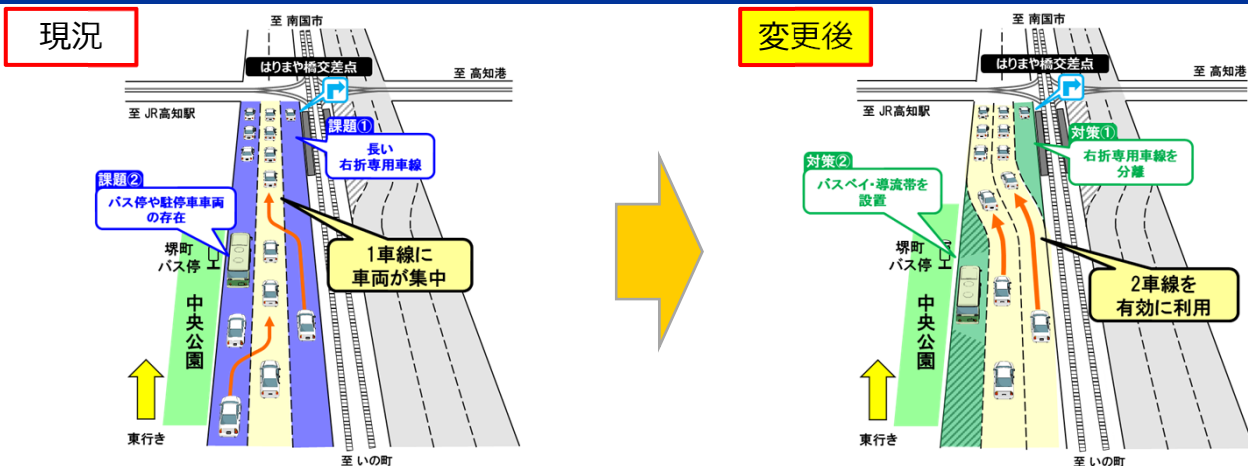 現況
至 南国市
はりまや橋交差点
至 高知港
至 JR高知駅
課題①
長い
右折専用車線
課題②
バス停や駐停車車両
の存在
1車線に
車両が集中
堺町
バス停
中央公園
東行き
至 いの町
変更後
至 南国市
はりまや橋交差点
至 高知港
至 JR高知駅
対策①
右折専用車線を
分離
対策②
バスベイ・導流帯を
設置
堺町
バス停
2車線を
有効に利用
中央公園
東行き
至 いの町